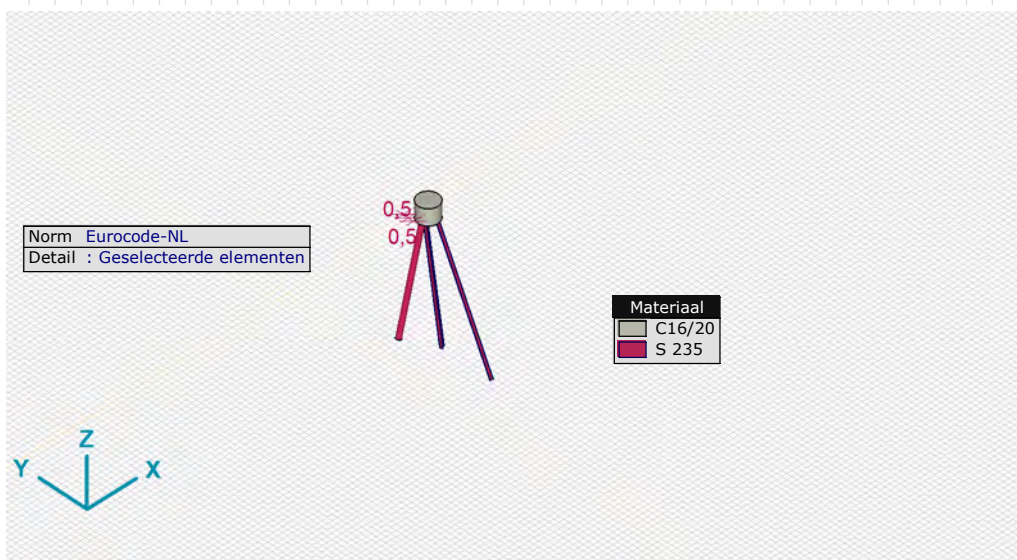 0,5
0,5
Norm Eurocode-NL
Detail : Geselecteerde elementen
Materiaal
C16/20
S 235
Z
Y
X